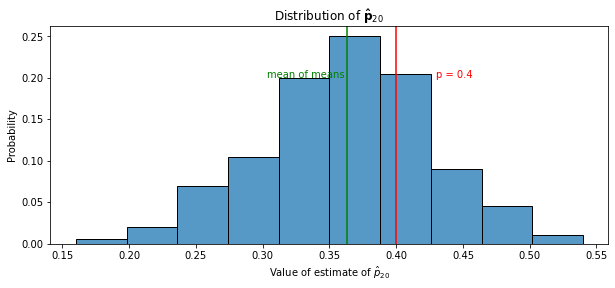 Distribution of p̂₂₀
0.25
0.20
0.15
0.10
0.05
0.00
Probability
mean of means
p = 0.4
0.15 0.20 0.25 0.30 0.35 0.40 0.45 0.50 0.55
Value of estimate of p̂₂₀